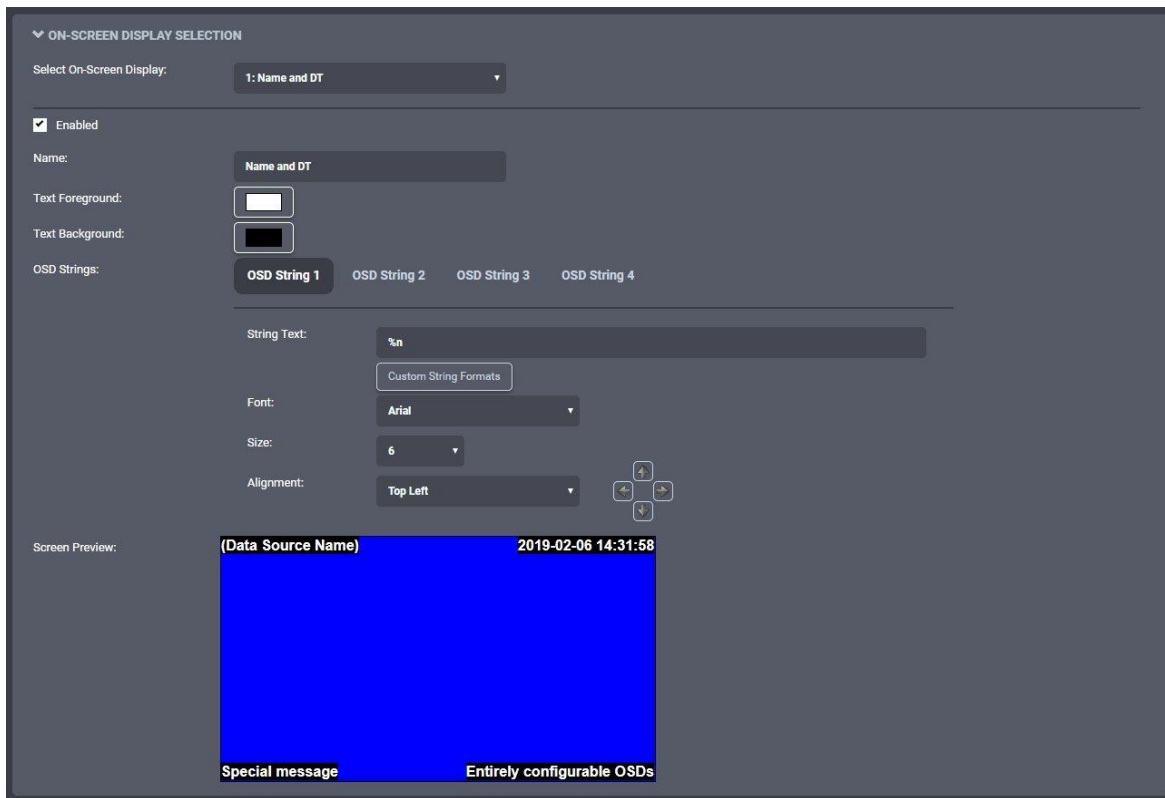 ON-SCREEN DISPLAY SELECTION
Select On-Screen Display: 1: Name and DT
Enabled
Name: Name and DT
Text Foreground:
Text Background:
OSD Strings: OSD String 1 OSD String 2 OSD String 3 OSD String 4
String Text: %n
Custom String Formats
Font: Arial
Size: 6
Alignment: Top Left
Screen Preview: (Data Source Name) 2019-02-06 14:31:58
Special message Entirely configurable OSDs